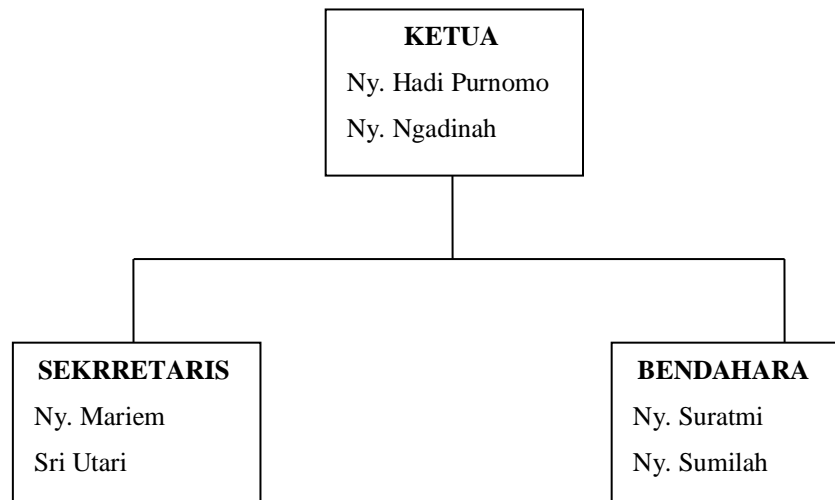 KETUA
Ny. Hadi Purnomo
Ny. Ngadinah
SEKRRETARIS
Ny. Mariem
Sri Utari
BENDAHARA
Ny. Suratmi
Ny. Sumilah